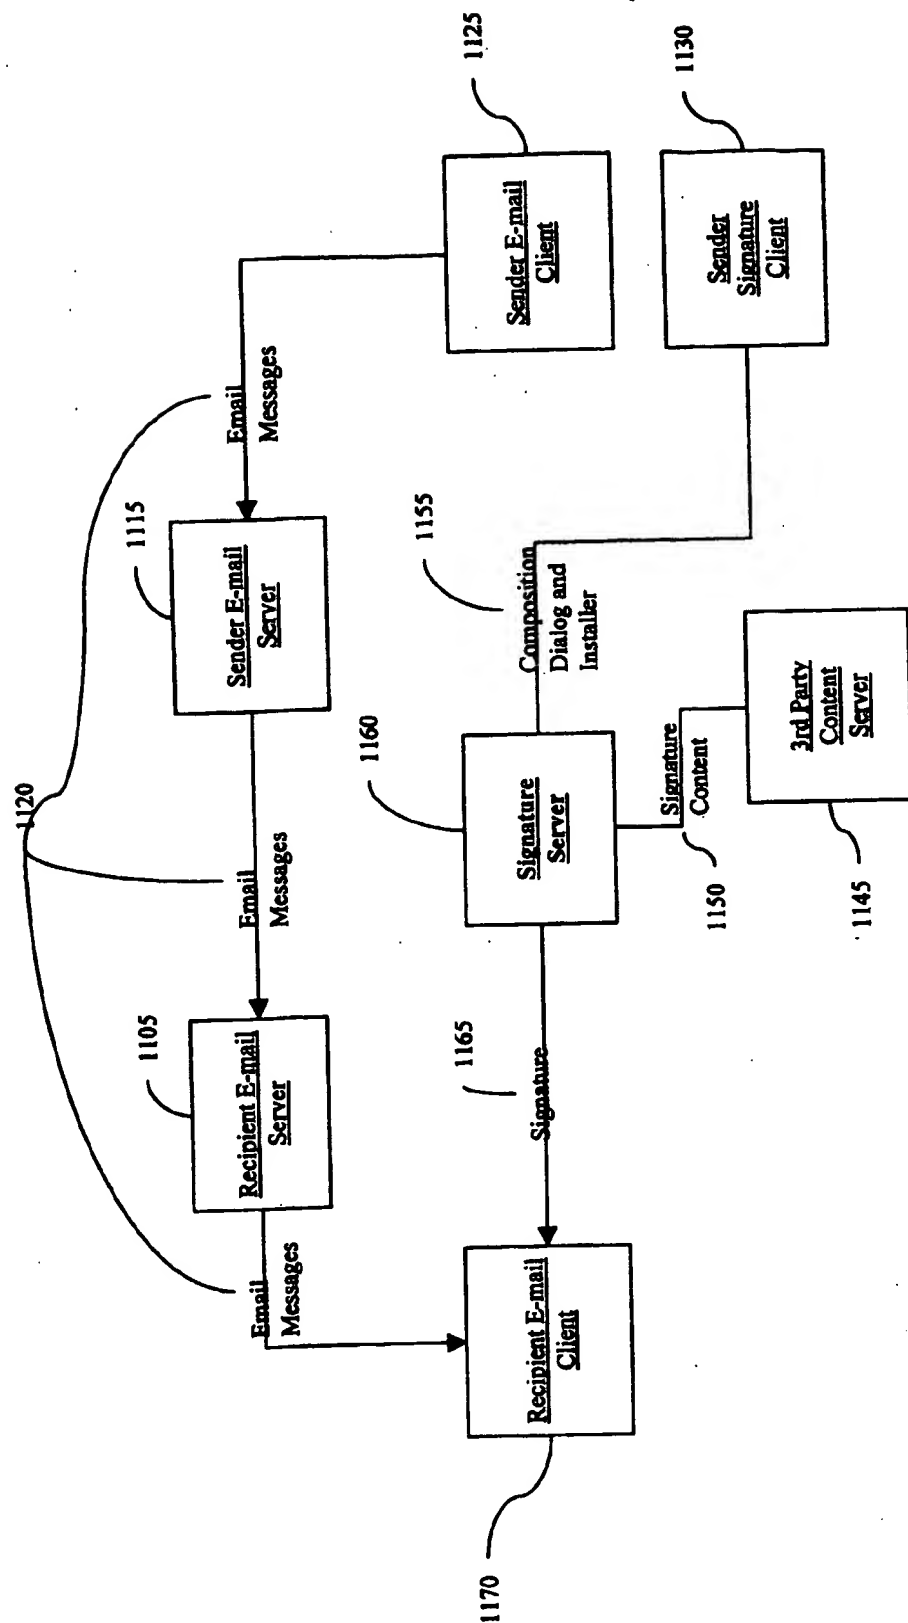 1120
1170
Recipient E-mail
Client
Email
Messages
1105
Recipient E-mail
Server
Email
Messages
1115
Sender E-mail
Server
Email
Messages
1125
Sender E-mail
Client
1165
Signature
1160
Signature
Server
1155
Composition
Dialog and
Installer
1130
Sender
Signature
Client
1150
Signature
Content
1145
3rd Party
Content
Server